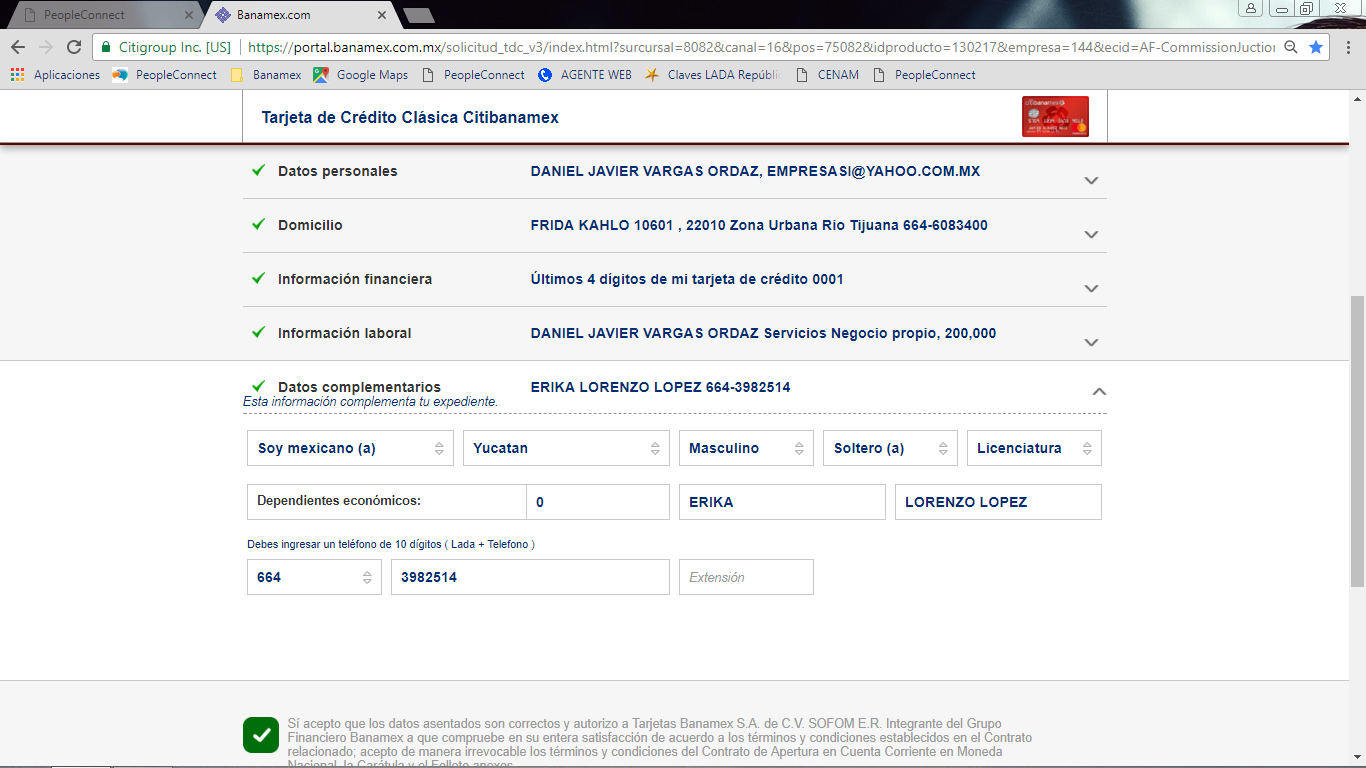 PeopleConnect
Banamex.com
Citigroup Inc. [US] https://portal.banamex.com.mx/solicitud_tdc_v3/index.html?surcursal=8082&canal=16&pos=75082&idproducto=130217&empresa=144&ecid=AF-CommissionJuction
Aplicaciones PeopleConnect Banamex Google Maps PeopleConnect AGENTE WEB Claves LADA Repúbli CENAM PeopleConnect
Tarjeta de Crédito Clásica Citibanamex
citibanamex
Datos personales DANIEL JAVIER VARGAS ORDAZ, EMPRESASI@YAHOO.COM.MX
Domicilio FRIDA KAHLO 10601 , 22010 Zona Urbana Rio Tijuana 664-6083400
Información financiera Últimos 4 dígitos de mi tarjeta de crédito 0001
Información laboral DANIEL JAVIER VARGAS ORDAZ Servicios Negocio propio, 200,000
Datos complementarios ERIKA LORENZO LOPEZ 664-3982514
Esta información complementa tu expediente.
Soy mexicano (a) Yucatan Masculino Soltero (a) Licenciatura
Dependientes económicos: 0 ERIKA LORENZO LOPEZ
Debes ingresar un teléfono de 10 dígitos ( Lada + Telefono )
664 3982514 Extensión
Sí acepto que los datos asentados son correctos y autorizo a Tarjetas Banamex S.A. de C.V. SOFOM E.R. Integrante del Grupo
Financiero Banamex a que compruebe en su entera satisfacción de acuerdo a los términos y condiciones establecidos en el Contrato
relacionado; acepto de manera irrevocable los términos y condiciones del Contrato de Apertura en Cuenta Corriente en Moneda
Nacional, la Carátula y el Folleto anexos.